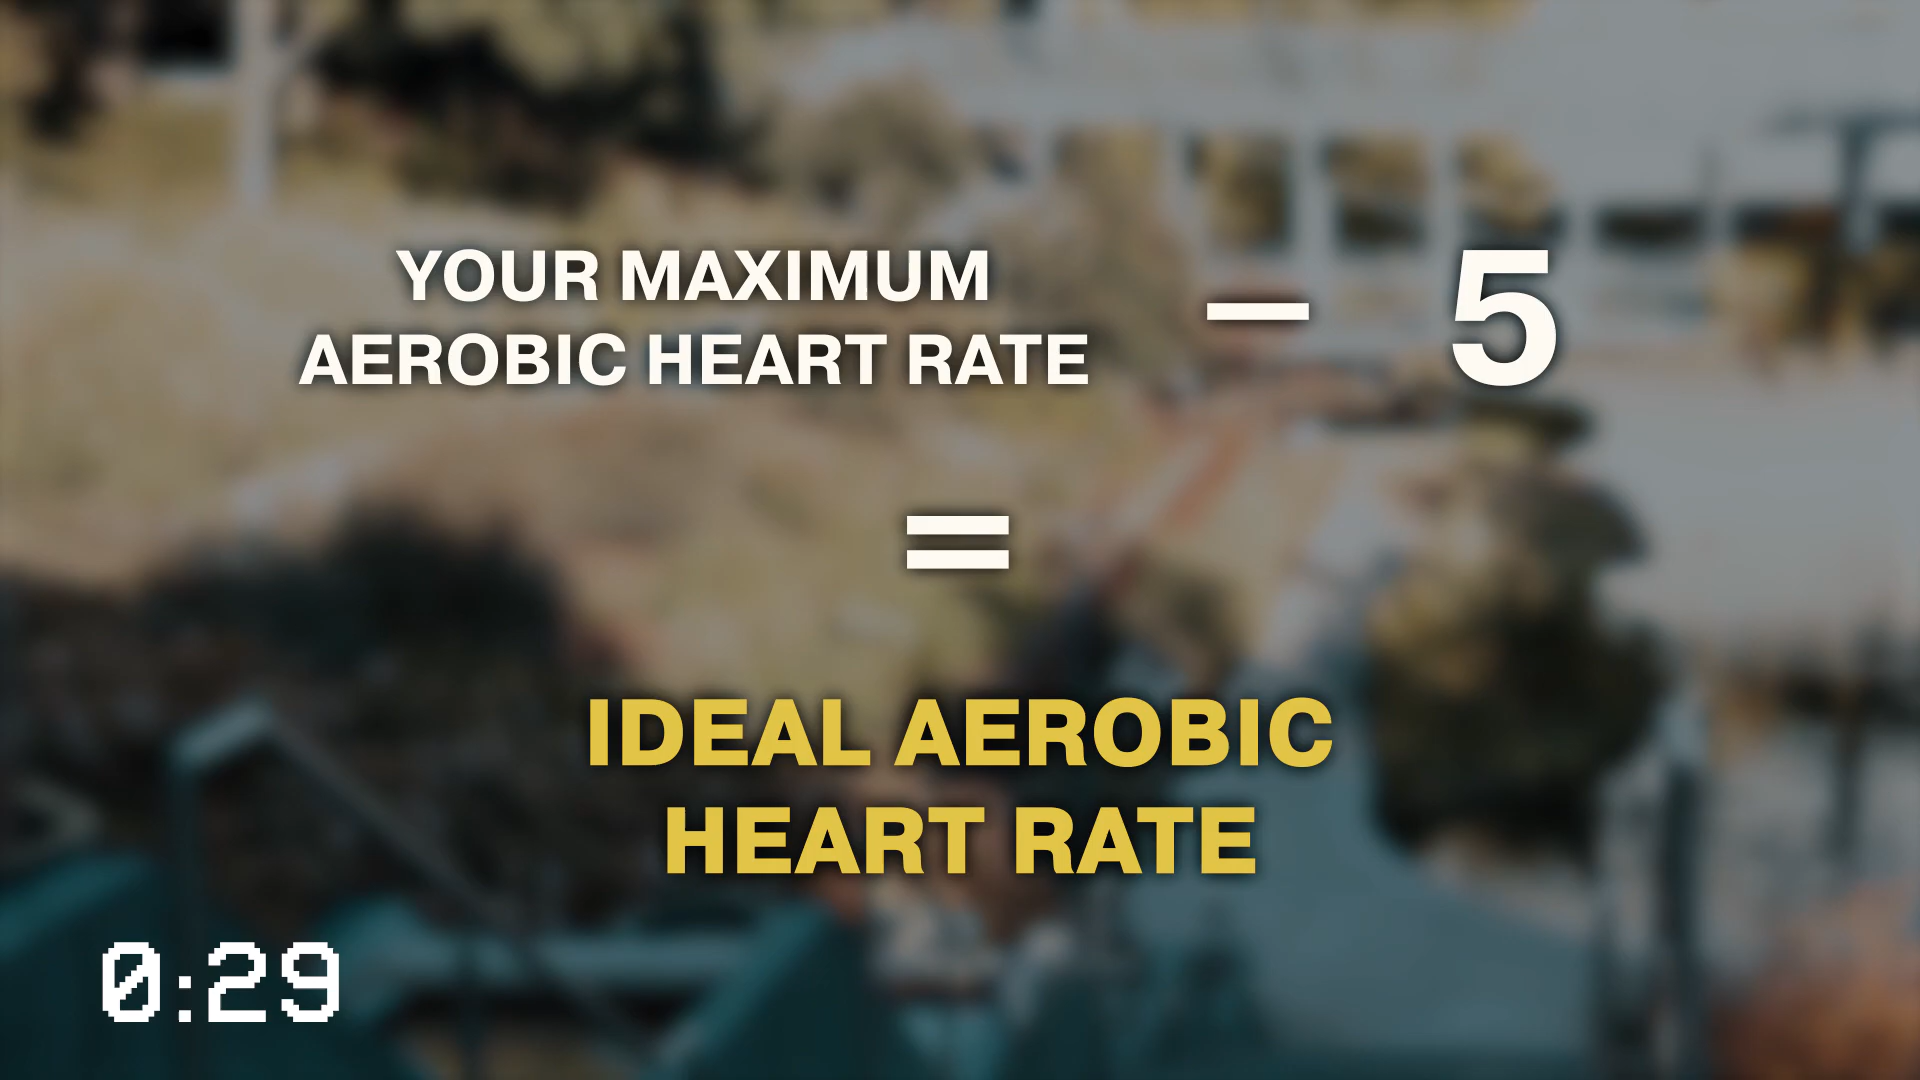 YOUR MAXIMUM
AEROBIC HEART RATE
– 5
=
IDEAL AEROBIC
HEART RATE
0:29